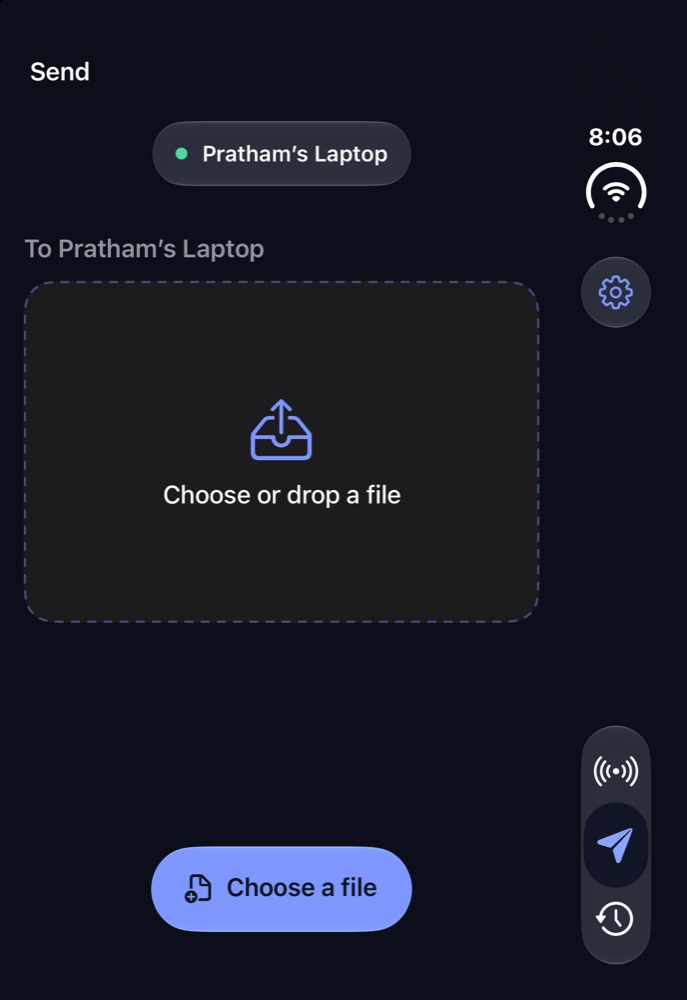 Send
8:06
Pratham’s Laptop
To Pratham’s Laptop
Choose or drop a file
Choose a file